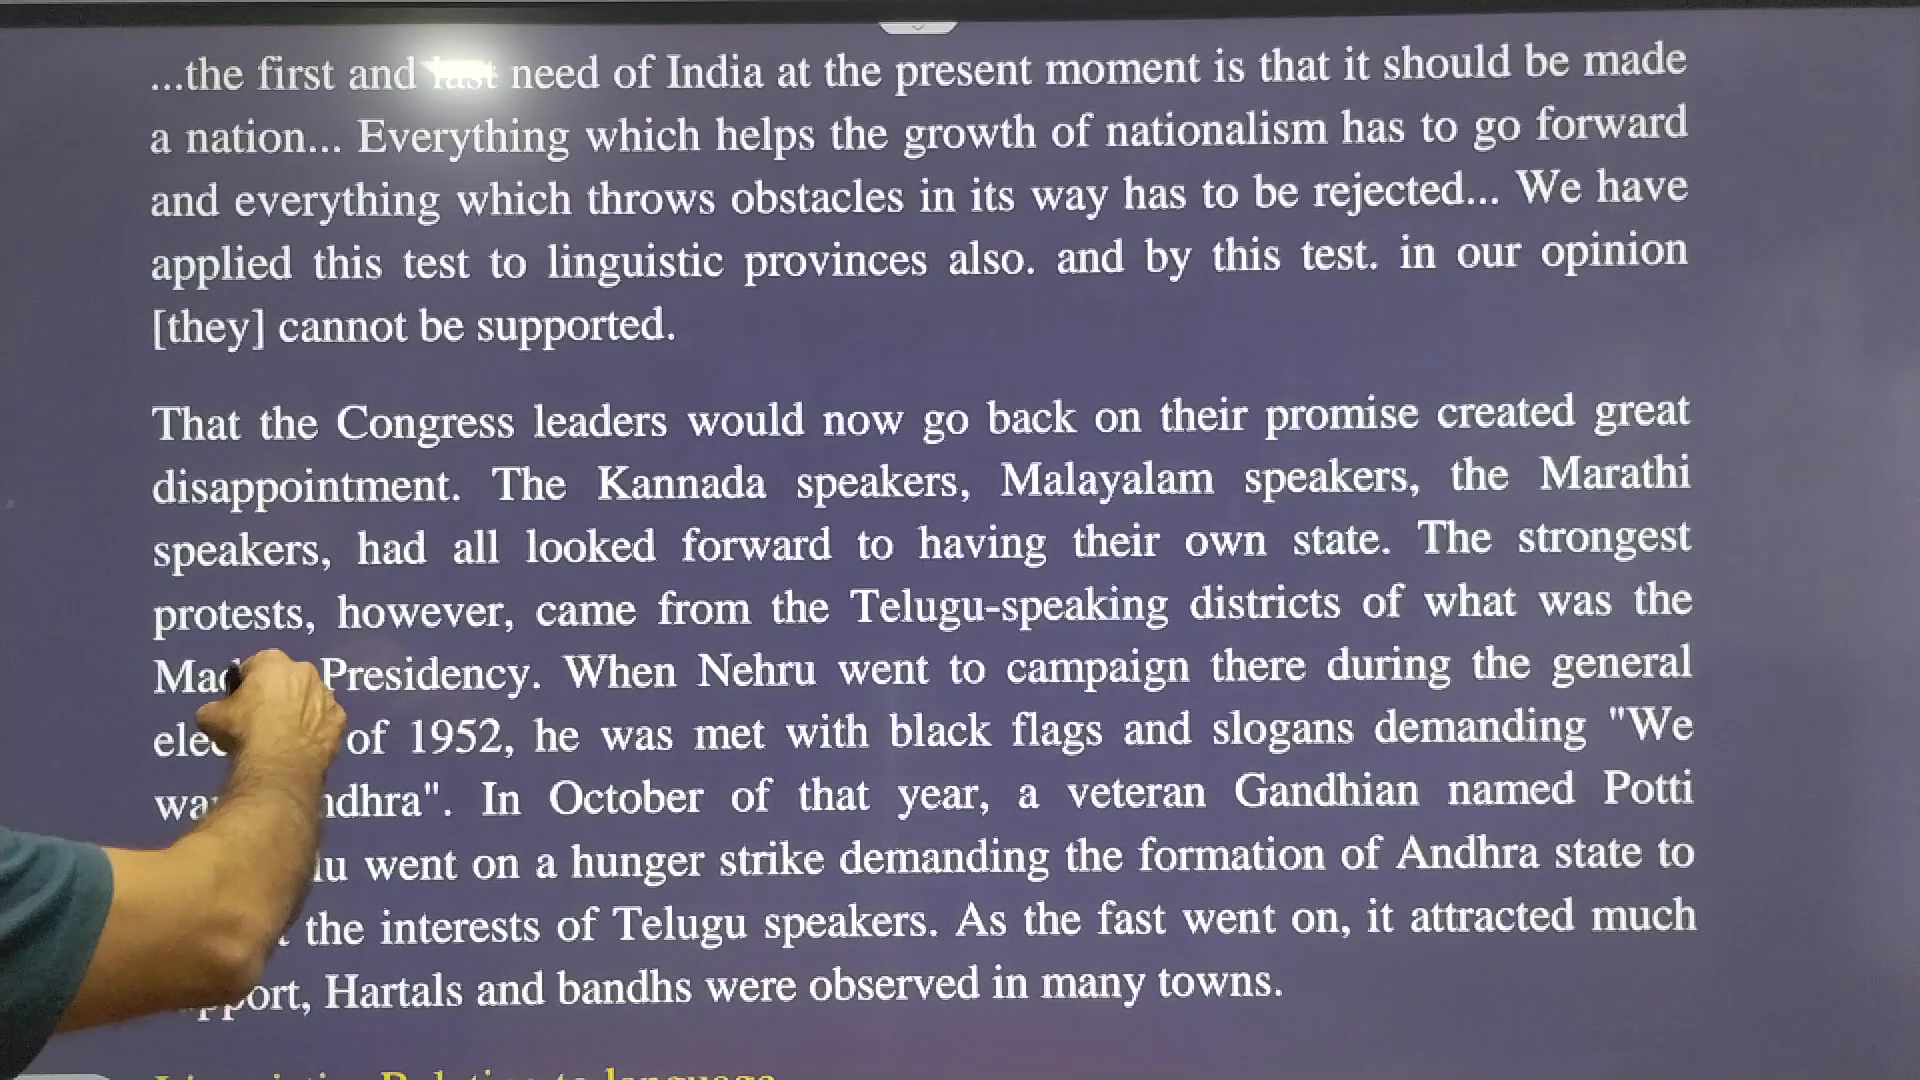 ...the first and last need of India at the present moment is that it should be made
a nation... Everything which helps the growth of nationalism has to go forward
and everything which throws obstacles in its way has to be rejected... We have
applied this test to linguistic provinces also. and by this test. in our opinion
[they] cannot be supported.
That the Congress leaders would now go back on their promise created great
disappointment. The Kannada speakers, Malayalam speakers, the Marathi
speakers, had all looked forward to having their own state. The strongest
protests, however, came from the Telugu-speaking districts of what was the
Presidency. When Nehru went to campaign there during the general
of 1952, he was met with black flags and slogans demanding "We
In October of that year, a veteran Gandhian named Potti
went on a hunger strike demanding the formation of Andhra state to
the interests of Telugu speakers. As the fast went on, it attracted much
Hartals and bandhs were observed in many towns.
to language